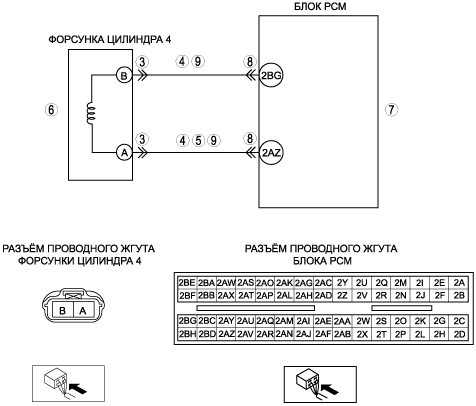 БЛОК PCM
ФОРСУНКА ЦИЛИНДРА 4
B 3 4 9 8 2BG
6 7
A 3 4 5 9 8 2AZ
РАЗЪЁМ ПРОВОДНОГО ЖГУТА
ФОРСУНКИ ЦИЛИНДРА 4
РАЗЪЁМ ПРОВОДНОГО ЖГУТА
БЛОКА PCM
B A
2BE 2BA 2AW 2AS 2AO 2AK 2AG 2AC 2Y 2U 2Q 2M 2I 2E 2A
2BF 2BB 2AX 2AT 2AP 2AL 2AH 2AD 2Z 2V 2R 2N 2J 2F 2B
2BG 2BC 2AY 2AU 2AQ 2AM 2AI 2AE 2AA 2W 2S 2O 2K 2G 2C
2BH 2BD 2AZ 2AV 2AR 2AN 2AJ 2AF 2AB 2X 2T 2P 2L 2H 2D